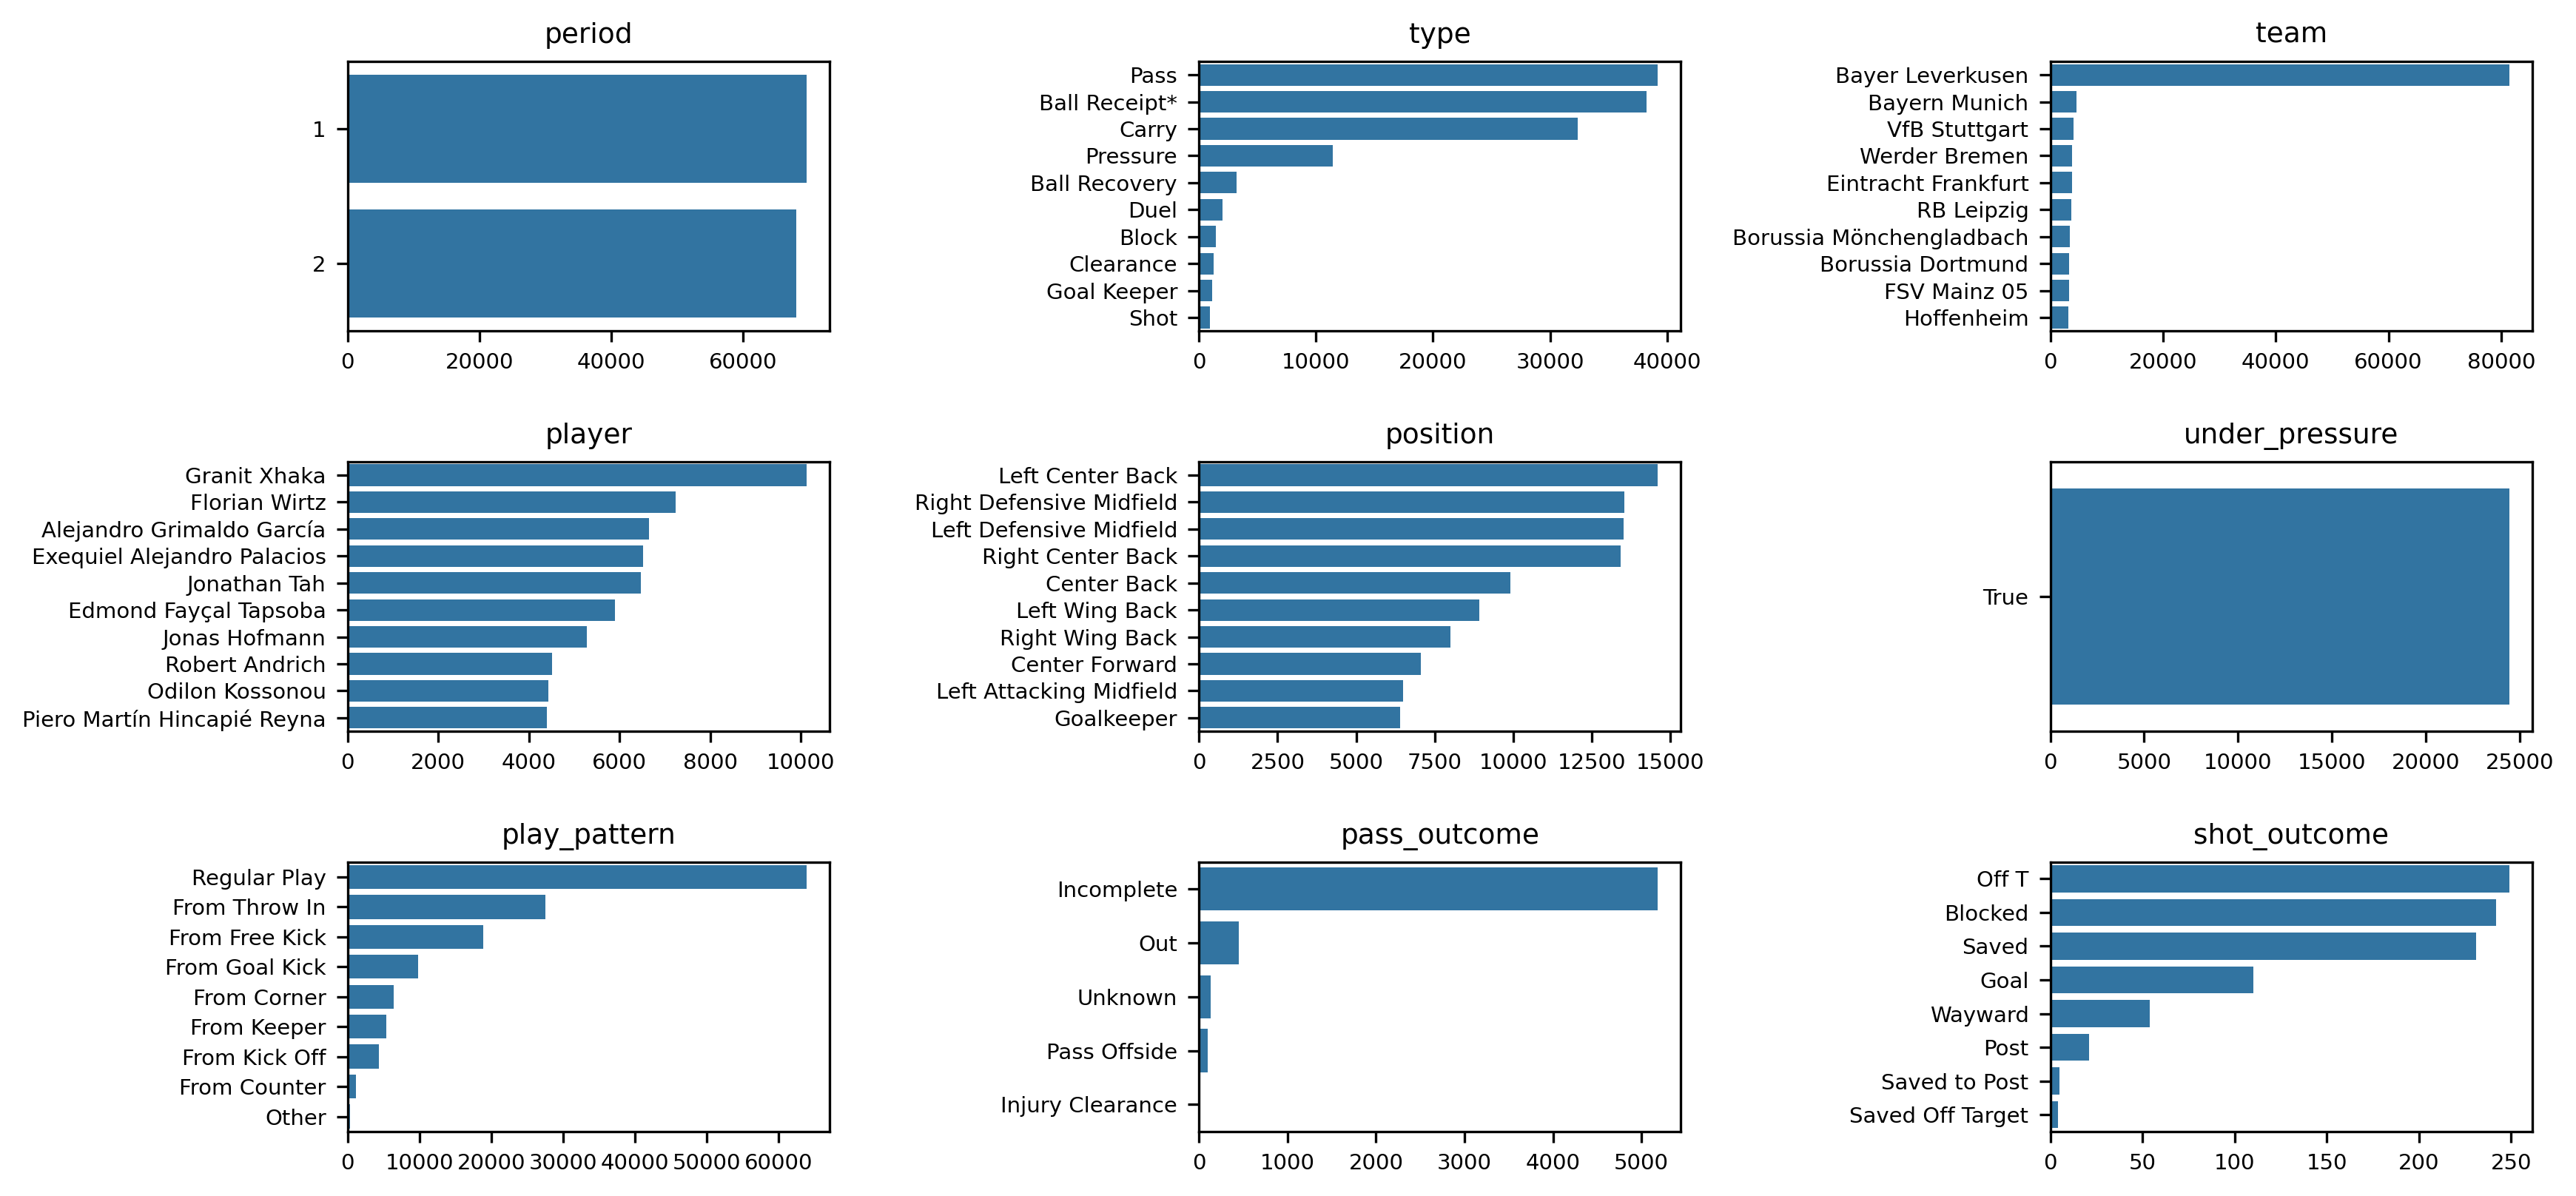 period
1
2
0 20000 40000 60000
type
Pass
Ball Receipt*
Carry
Pressure
Ball Recovery
Duel
Block
Clearance
Goal Keeper
Shot
0 10000 20000 30000 40000
team
Bayer Leverkusen
Bayern Munich
VfB Stuttgart
Werder Bremen
Eintracht Frankfurt
RB Leipzig
Borussia Mönchengladbach
Borussia Dortmund
FSV Mainz 05
Hoffenheim
0 20000 40000 60000 80000
player
Granit Xhaka
Florian Wirtz
Alejandro Grimaldo García
Exequiel Alejandro Palacios
Jonathan Tah
Edmond Fayçal Tapsoba
Jonas Hofmann
Robert Andrich
Odilon Kossonou
Piero Martín Hincapié Reyna
0 2000 4000 6000 8000 10000
position
Left Center Back
Right Defensive Midfield
Left Defensive Midfield
Right Center Back
Center Back
Left Wing Back
Right Wing Back
Center Forward
Left Attacking Midfield
Goalkeeper
0 2500 5000 7500 10000 12500 15000
under_pressure
True
0 5000 10000 15000 20000 25000
play_pattern
Regular Play
From Throw In
From Free Kick
From Goal Kick
From Corner
From Keeper
From Kick Off
From Counter
Other
0 10000 20000 30000 40000 50000 60000
pass_outcome
Incomplete
Out
Unknown
Pass Offside
Injury Clearance
0 1000 2000 3000 4000 5000
shot_outcome
Off T
Blocked
Saved
Goal
Wayward
Post
Saved to Post
Saved Off Target
0 50 100 150 200 250